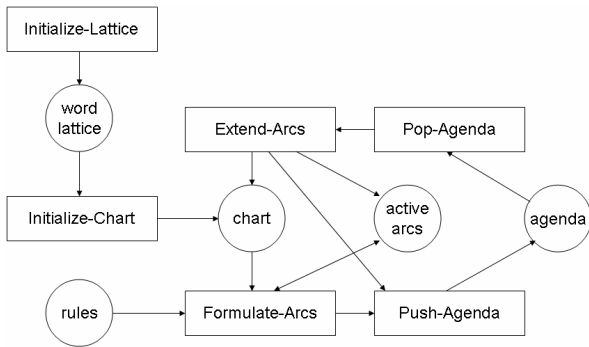 Initialize-Lattice
word
lattice
Extend-Arcs
Pop-Agenda
Initialize-Chart
chart
active
arcs
agenda
rules
Formulate-Arcs
Push-Agenda